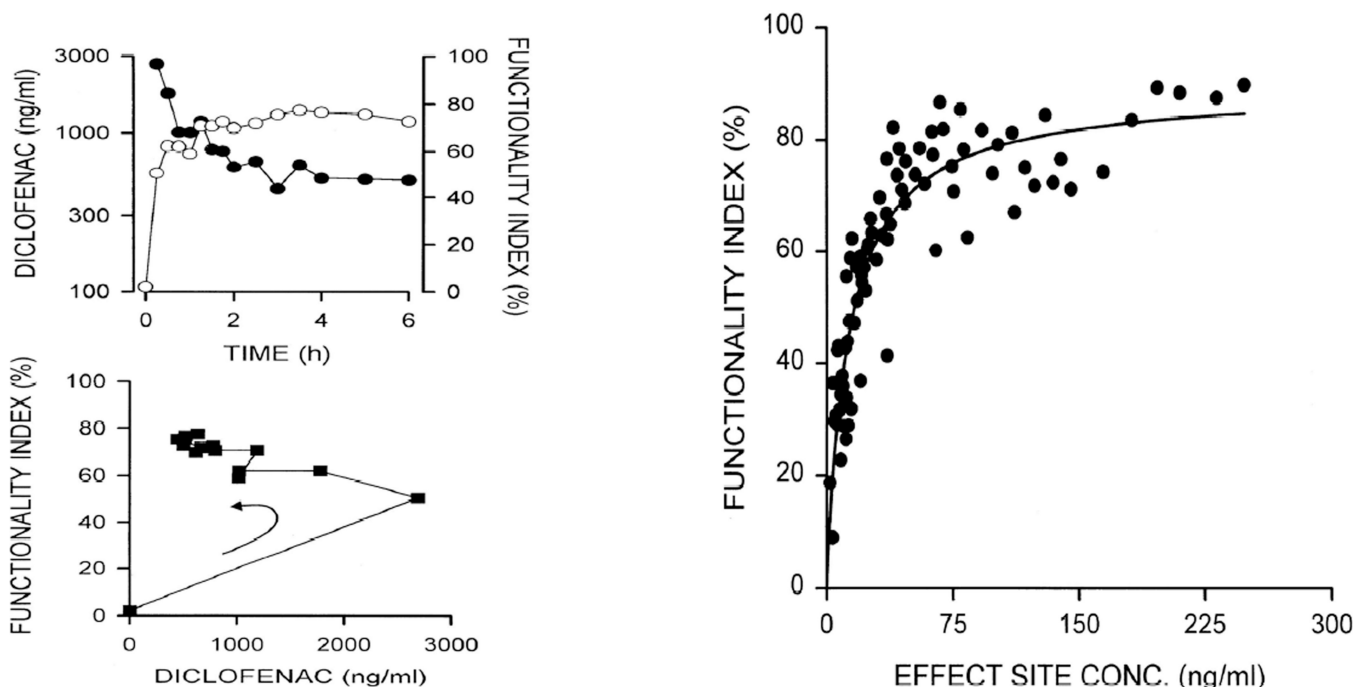 DICLOFENAC (ng/ml)
3000
1000
300
100
100
80
60
40
20
0
FUNCTIONALITY INDEX (%)
0 2 4 6
TIME (h)
FUNCTIONALITY INDEX (%)
100
80
60
40
20
0
0 1000 2000 3000
DICLOFENAC (ng/ml)
FUNCTIONALITY INDEX (%)
100
80
60
40
20
0
0 75 150 225 300
EFFECT SITE CONC. (ng/ml)